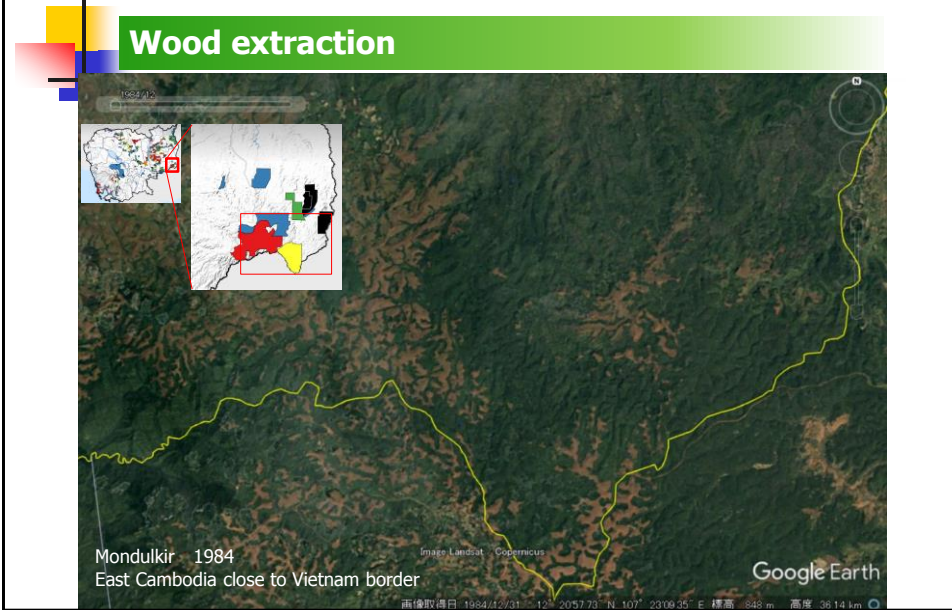 Wood extraction
1984/12
N
Mondulkir 1984
East Cambodia close to Vietnam border
Image Landsat / Copernicus
Google Earth
画像取得日: 1984/12/31 12° 20'57.73" N 107° 23'09.35" E 標高 848 m 高度 36.14 km